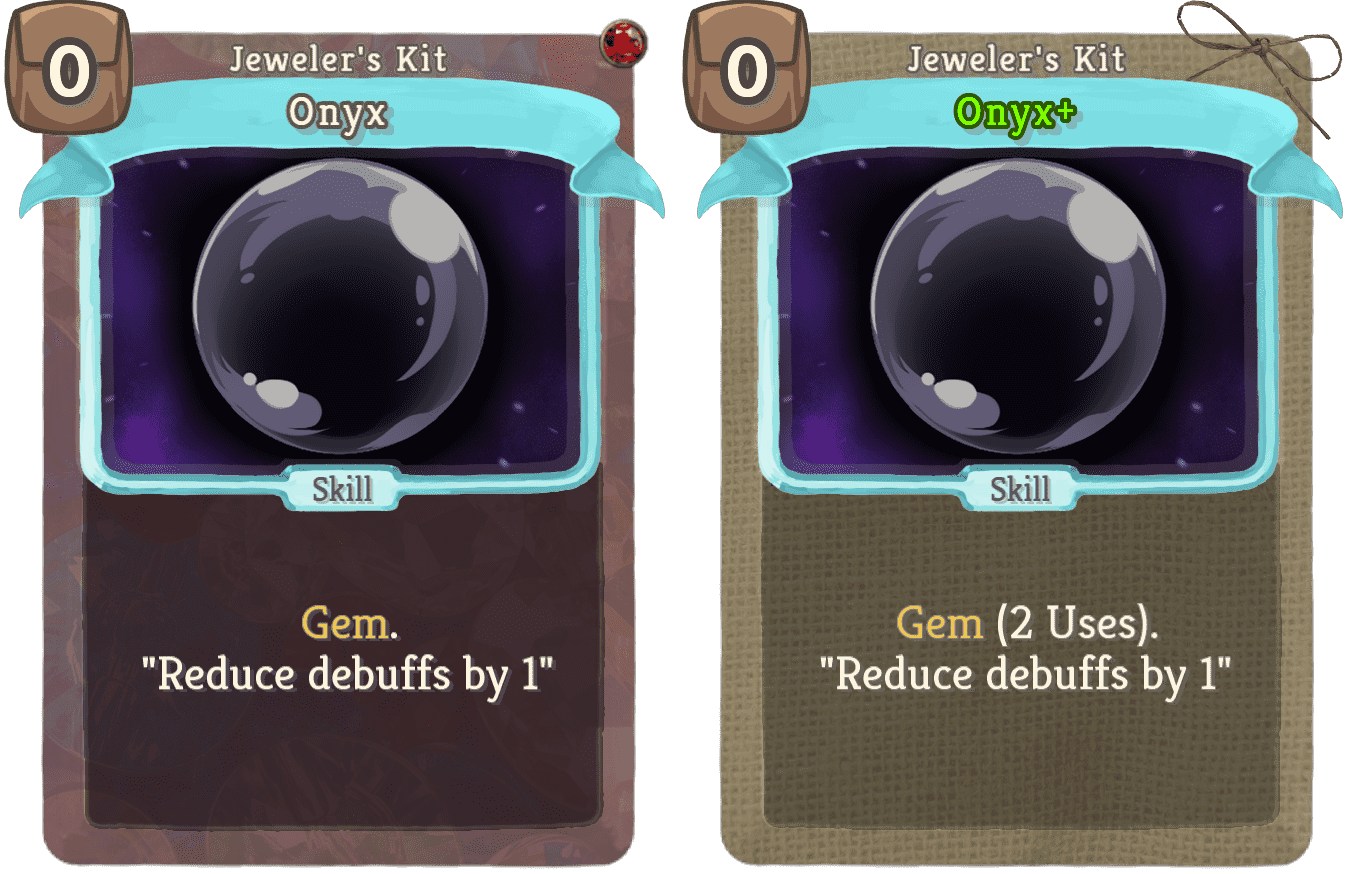 0
Jeweler's Kit
Onyx
Skill
Gem.
"Reduce debuffs by 1"
0
Jeweler's Kit
Onyx+
Skill
Gem (2 Uses).
"Reduce debuffs by 1"